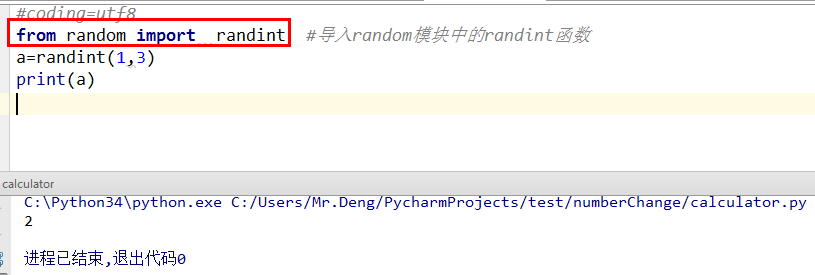 #coding=utf8
from random import  randint  #导入random模块中的randint函数
a=randint(1,3)
print(a)
calculator
C:\Python34\python.exe C:/Users/Mr.Deng/PycharmProjects/test/numberChange/calculator.py
2
进程已结束,退出代码0